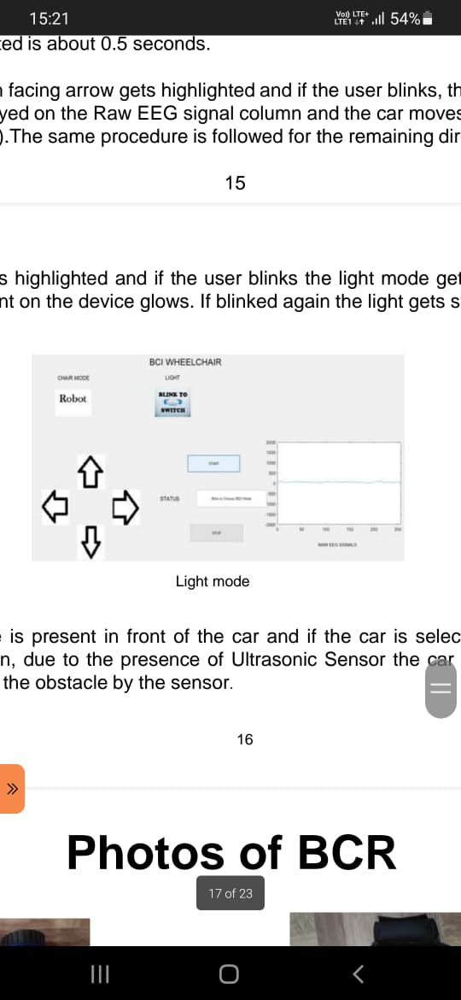 15:21
Vo)) LTE+
LTE1
54%
ed is about 0.5 seconds.
facing arrow gets highlighted and if the user blinks, th
yed on the Raw EEG signal column and the car moves
).The same procedure is followed for the remaining dir
15
s highlighted and if the user blinks the light mode get
nt on the device glows. If blinked again the light gets s
BCI WHEELCHAIR
CHAIR MODE
LIGHT
Robot
BLINK TO
SWITCH
START
STATUS
STOP
2000
1500
1000
500
0
-500
-1000
-1500
-2000
0 50 100 150 200 250
RAW EEG SIGNALS
Light mode
is present in front of the car and if the car is selec
n, due to the presence of Ultrasonic Sensor the car
the obstacle by the sensor.
16
Photos of BCR
17 of 23